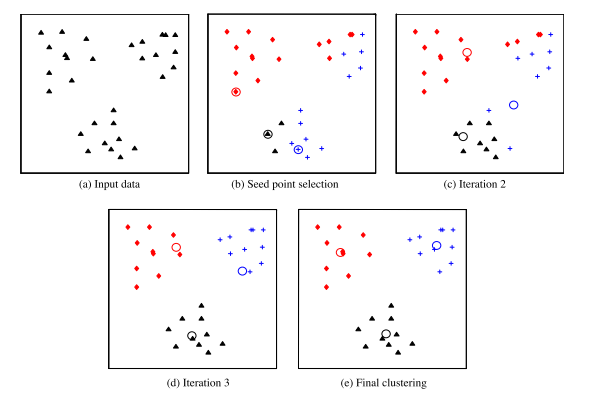 (a) Input data
(b) Seed point selection
(c) Iteration 2
(d) Iteration 3
(e) Final clustering